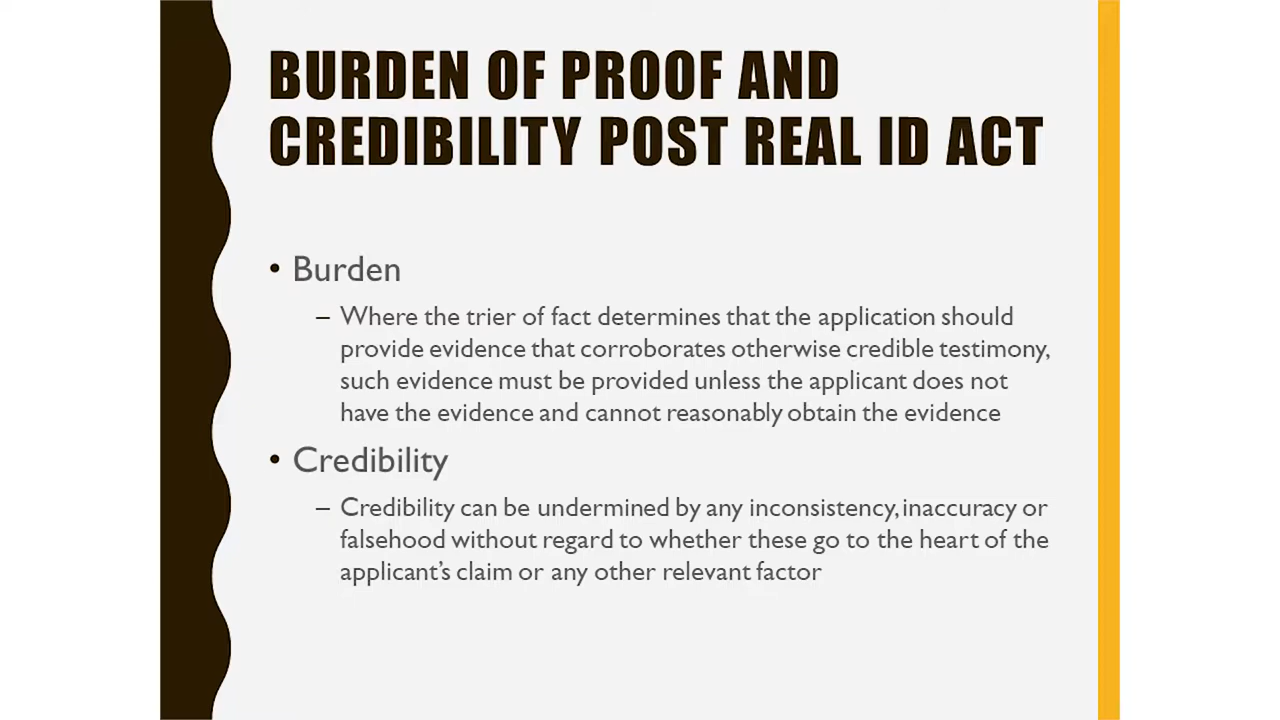 BURDEN OF PROOF AND
CREDIBILITY POST REAL ID ACT
• Burden
– Where the trier of fact determines that the application should
provide evidence that corroborates otherwise credible testimony,
such evidence must be provided unless the applicant does not
have the evidence and cannot reasonably obtain the evidence
• Credibility
– Credibility can be undermined by any inconsistency, inaccuracy or
falsehood without regard to whether these go to the heart of the
applicant’s claim or any other relevant factor